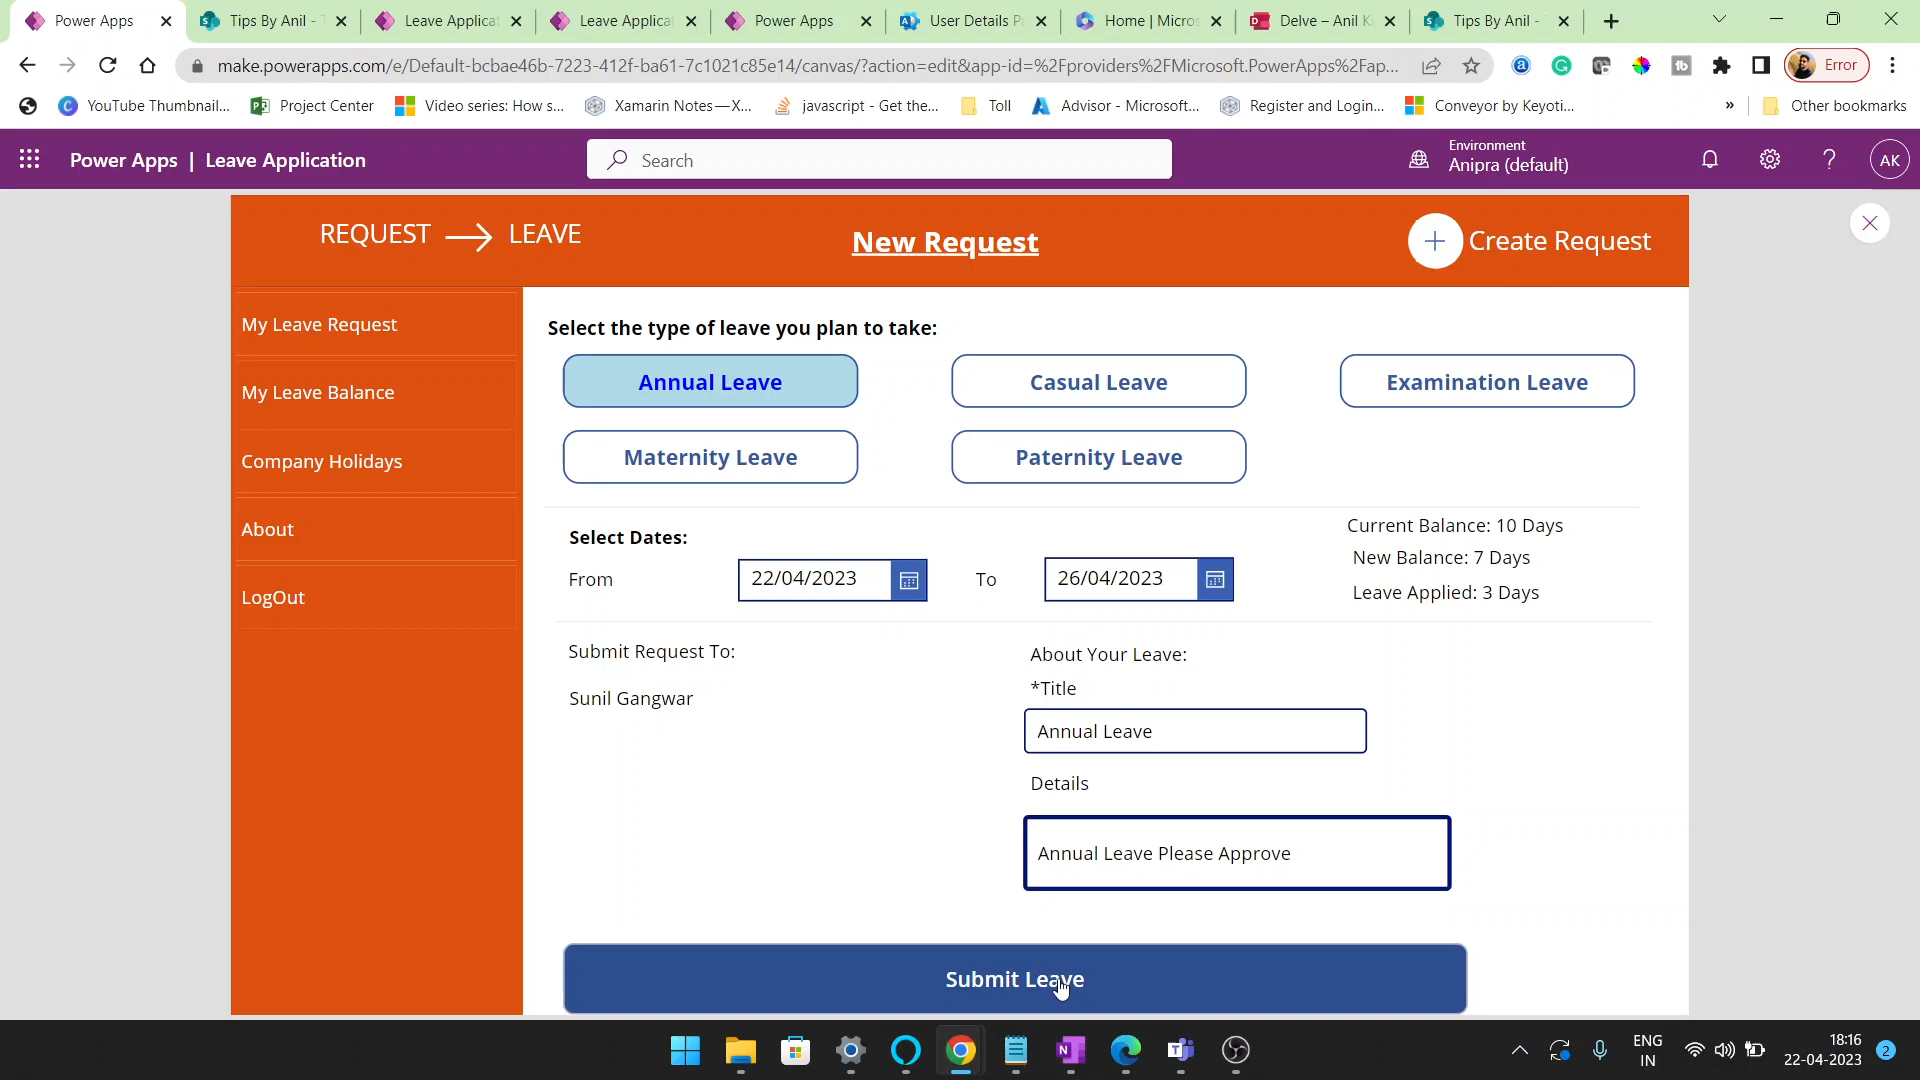 Power Apps
Tips By Anil -
Leave Applicat
Leave Applicat
Power Apps
User Details Pa
Home | Micros
Delve – Anil K
Tips By Anil -
make.powerapps.com/e/Default-bcbae46b-7223-412f-ba61-7c1021c85e14/canvas/?action=edit&app-id=%2Fproviders%2FMicrosoft.PowerApps%2Fap...
Error
YouTube Thumbnail...
Project Center
Video series: How s...
Xamarin Notes—X...
javascript - Get the...
Toll
Advisor - Microsoft...
Register and Login...
Conveyor by Keyoti...
»
Other bookmarks
Power Apps | Leave Application
Search
Environment
Anipra (default)
AK
REQUEST
LEAVE
New Request
Create Request
My Leave Request
My Leave Balance
Company Holidays
About
LogOut
Select the type of leave you plan to take:
Annual Leave
Casual Leave
Examination Leave
Maternity Leave
Paternity Leave
Select Dates:
From
22/04/2023
To
26/04/2023
Current Balance: 10 Days
New Balance: 7 Days
Leave Applied: 3 Days
Submit Request To:
Sunil Gangwar
About Your Leave:
*Title
Annual Leave
Details
Annual Leave Please Approve
Submit Leave
ENG
IN
18:16
22-04-2023
2